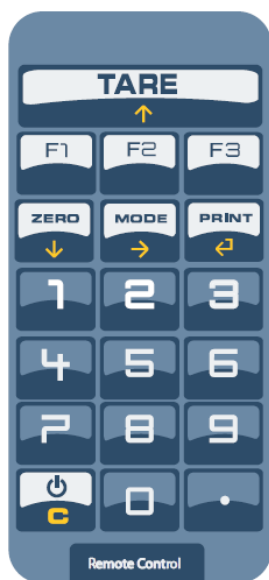 TARE
↑
F1 F2 F3
ZERO MODE PRINT
↓ → ↵
1 2 3
4 5 6
7 8 9
C 0 .
Remote Control